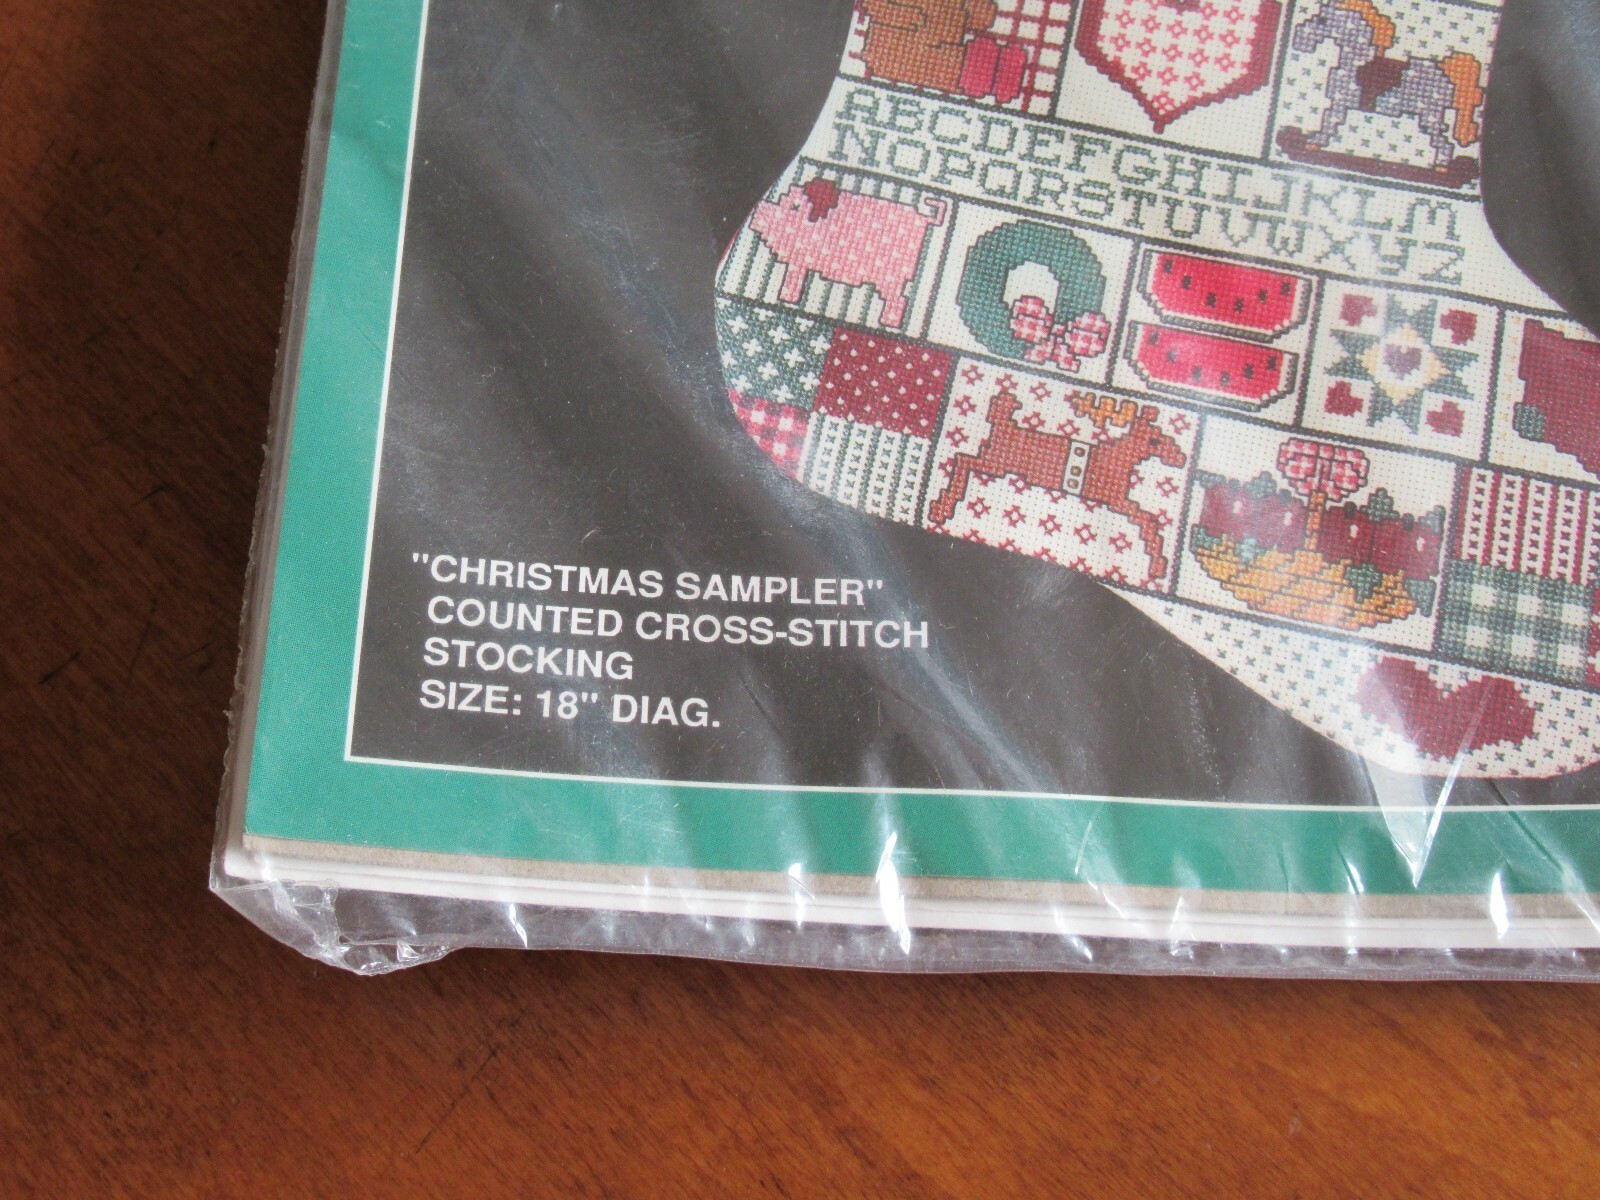 ABCDEFGHIJKLM
NOPQRSTUVWXYZ
"CHRISTMAS SAMPLER"
COUNTED CROSS-STITCH
STOCKING
SIZE: 18" DIAG.